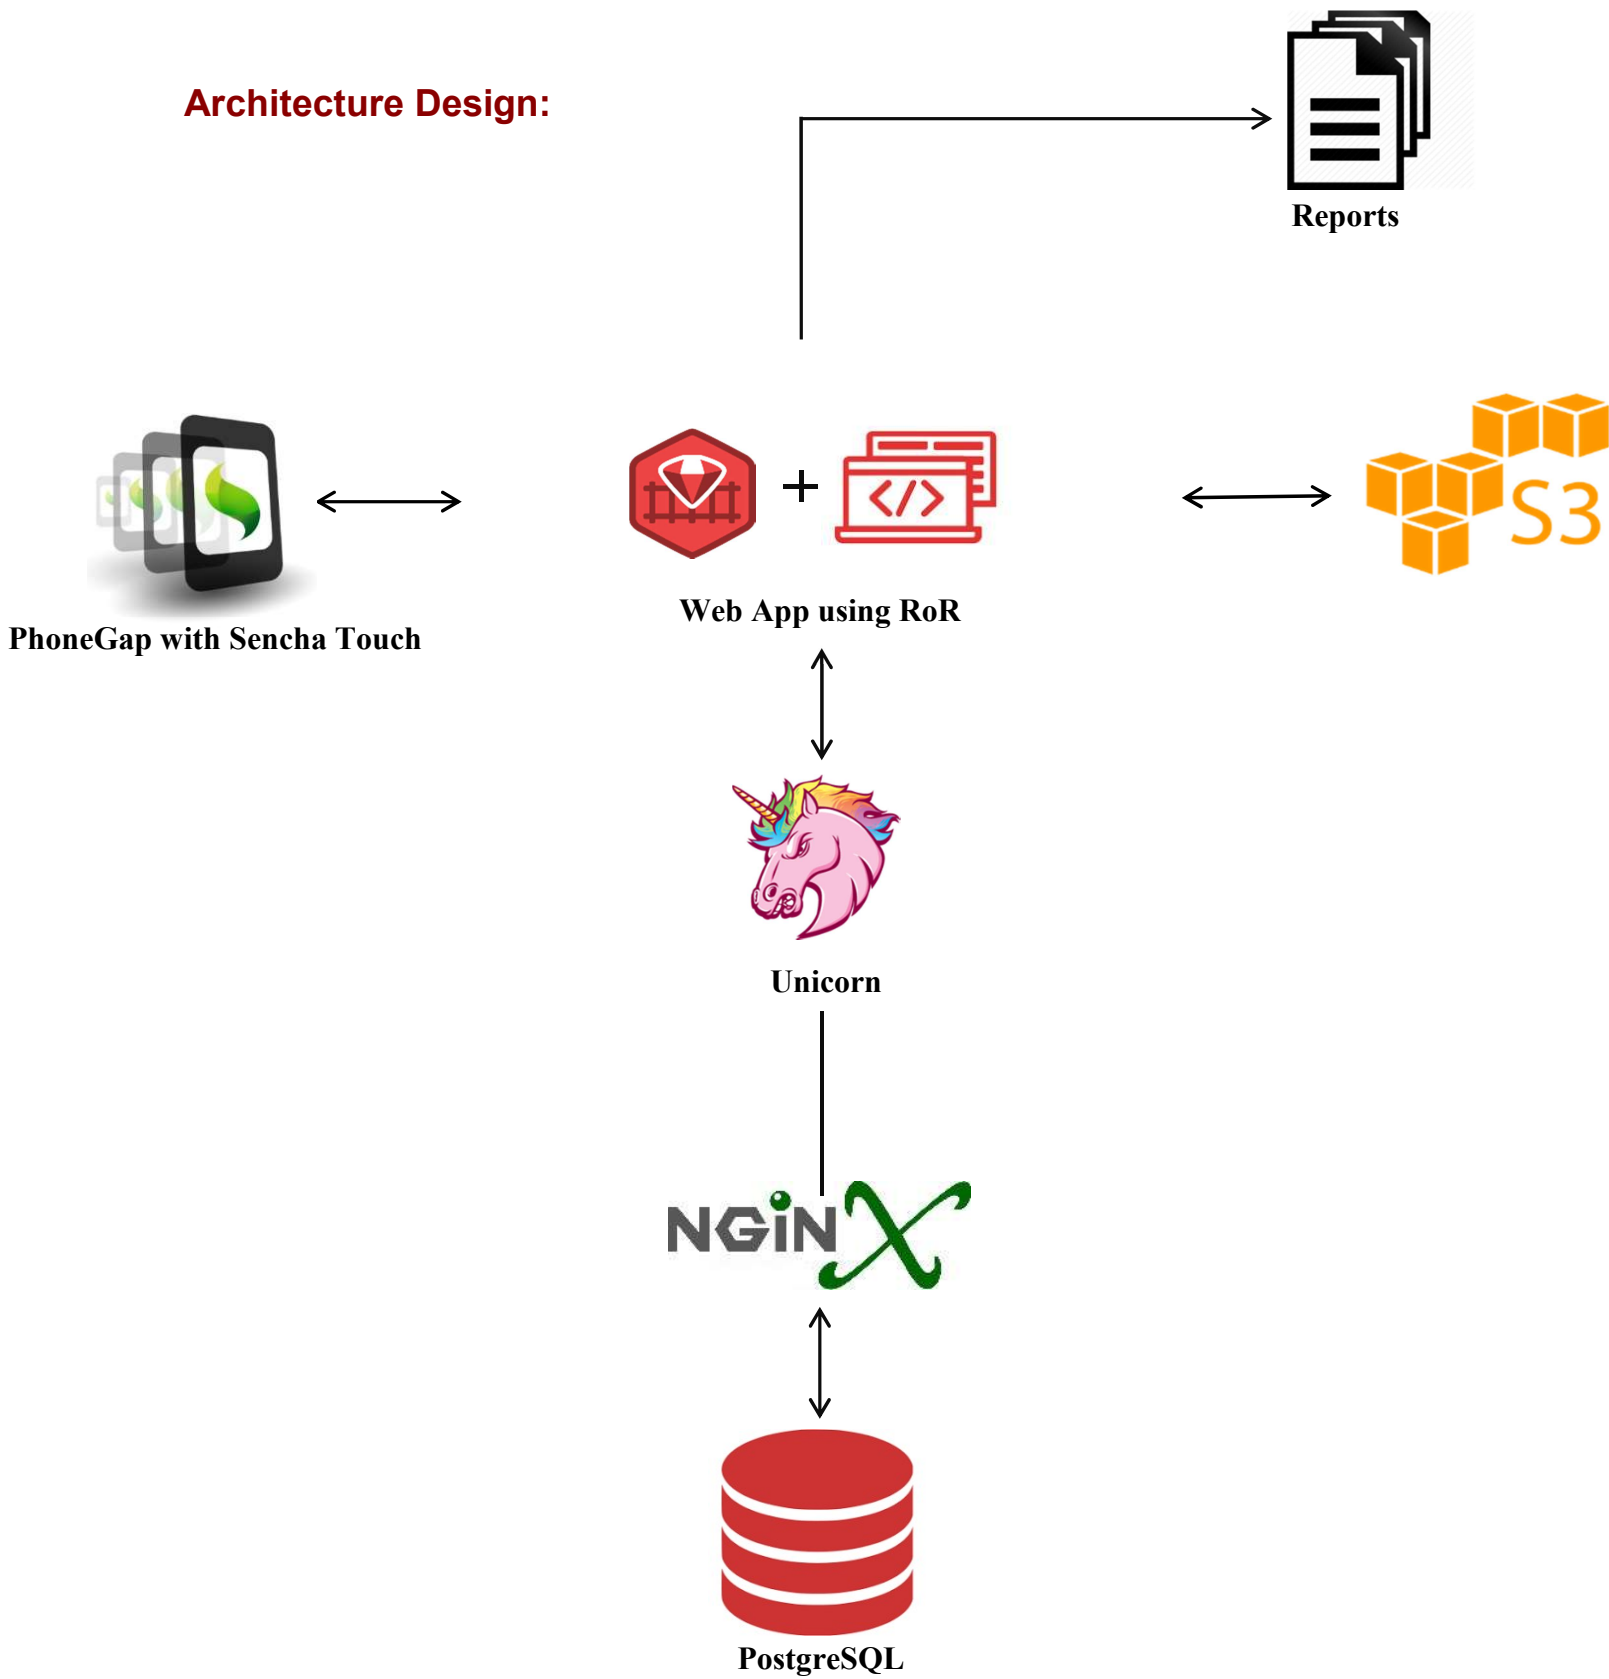 Architecture Design:
Reports
+
</>
S3
Web App using RoR
PhoneGap with Sencha Touch
Unicorn
NGiNX
PostgreSQL